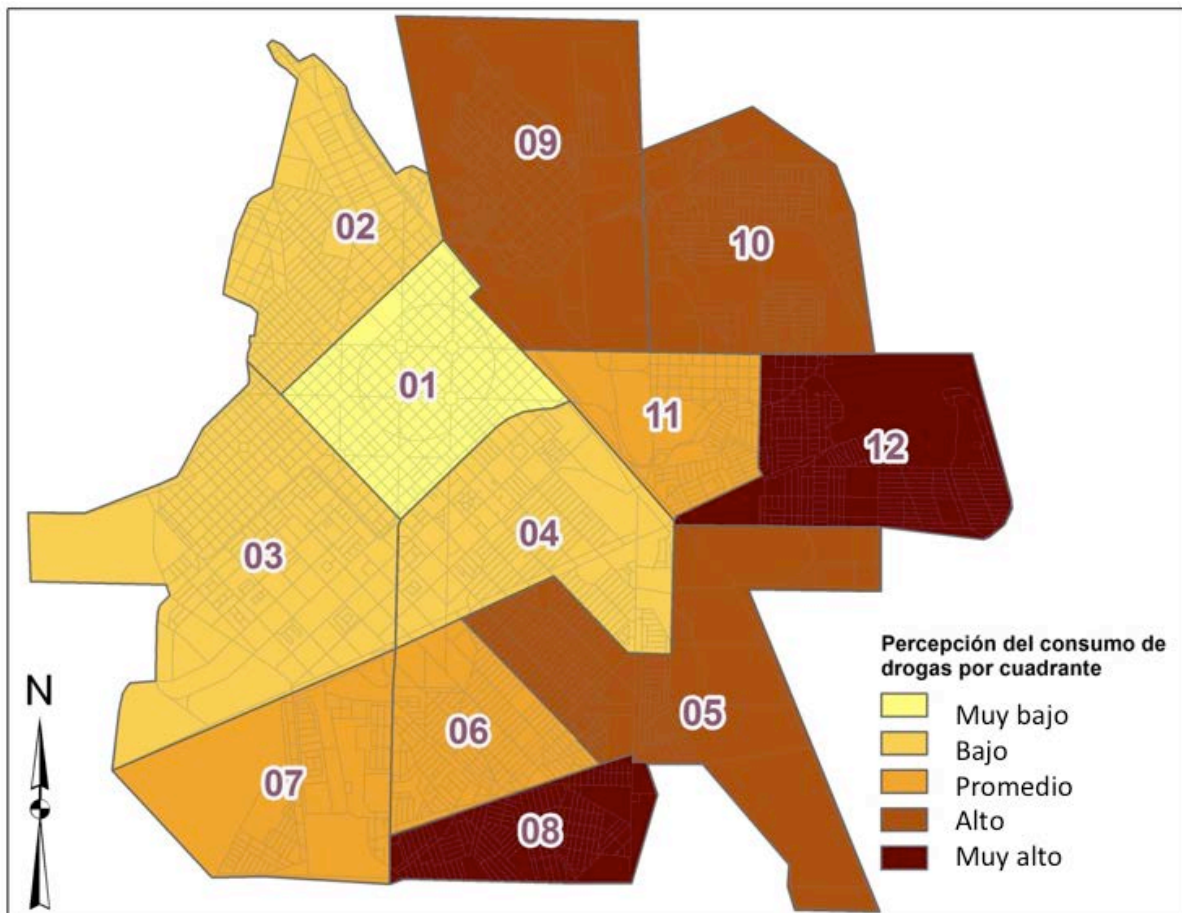 09
02
10
01
11
12
04
03
05
06
07
08
N
Percepción del consumo de
drogas por cuadrante
Muy bajo
Bajo
Promedio
Alto
Muy alto